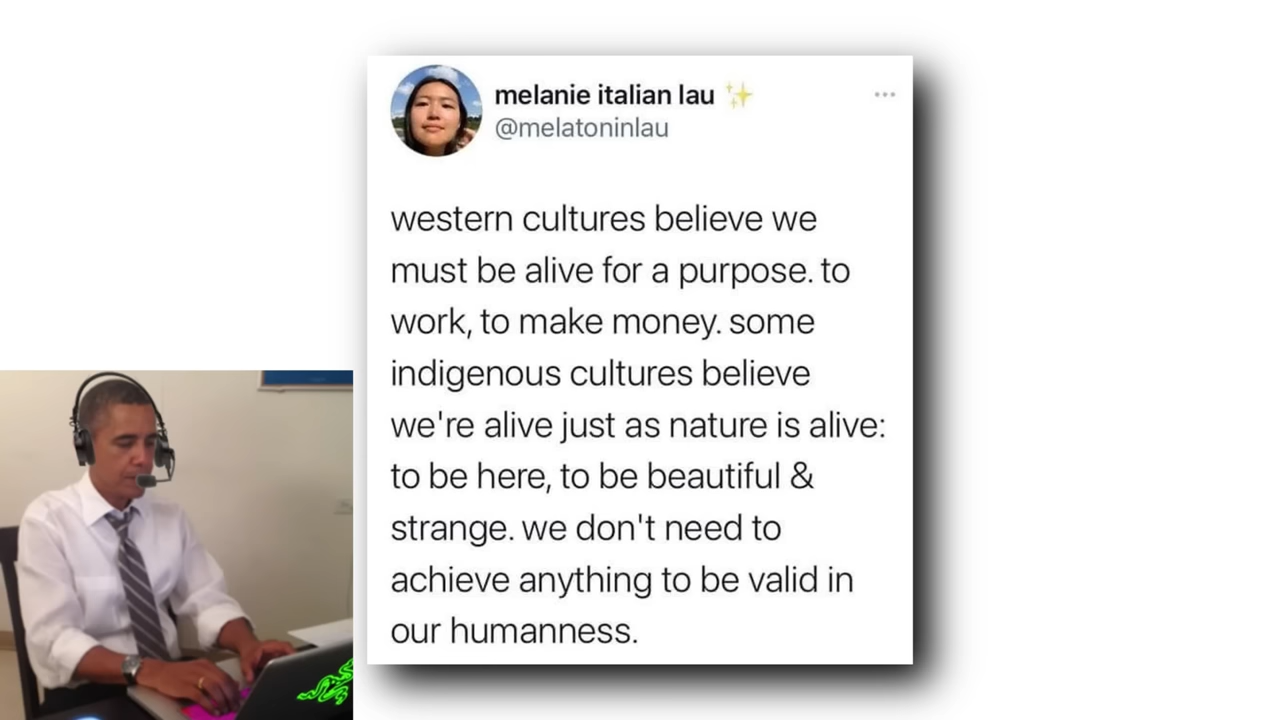 melanie italian lau ✨
@melatoninlau
western cultures believe we
must be alive for a purpose. to
work, to make money. some
indigenous cultures believe
we're alive just as nature is alive:
to be here, to be beautiful &
strange. we don't need to
achieve anything to be valid in
our humanness.